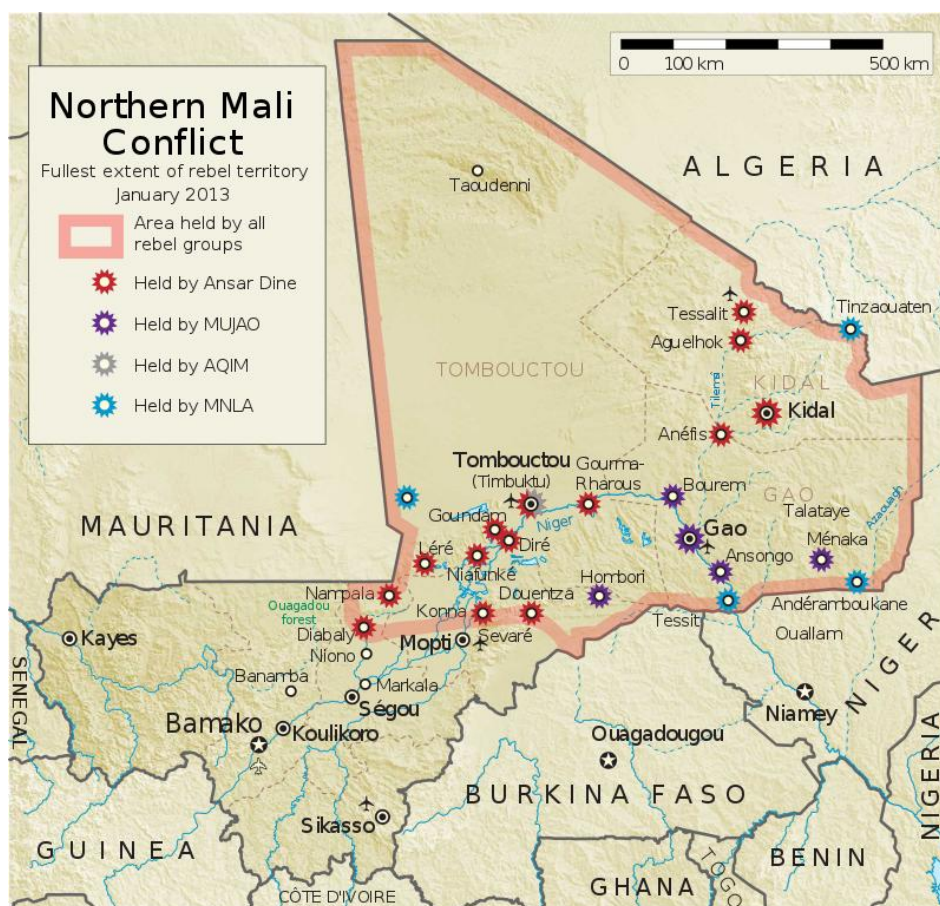 Northern Mali
Conflict
Fullest extent of rebel territory
January 2013
Area held by all
rebel groups
Held by Ansar Dine
Held by MUJAO
Held by AQIM
Held by MNLA
0 100 km 500 km
ALGERIA
Taoudenni
Tessalit
Tinzaouaten
Aguelhok
TOMBOUCTOU
KIDAL
Tilemsi
Kidal
Anéfis
Tombouctou
(Timbuktu)
Gourma-
Rharous
Bourem
GAO
Talataye
Azaouagh
MAURITANIA
Goundam
Niger
Gao
Diré
Ménaka
Léré
Niafunké
Ansongo
Nampala
Hombori
Douentza
Andéramboukane
Ouagadou
forest
Konna
Tessit
Diabaly
Kayes
Mopti
Sévaré
Ouallam
Niono
NIGER
SENEGAL
Banamba
Markala
Ségou
Niamey
Bamako
Koulikoro
Ouagadougou
BURKINA FASO
NIGERIA
Sikasso
GUINEA
BENIN
TOGO
GHANA
CÔTE D'IVOIRE